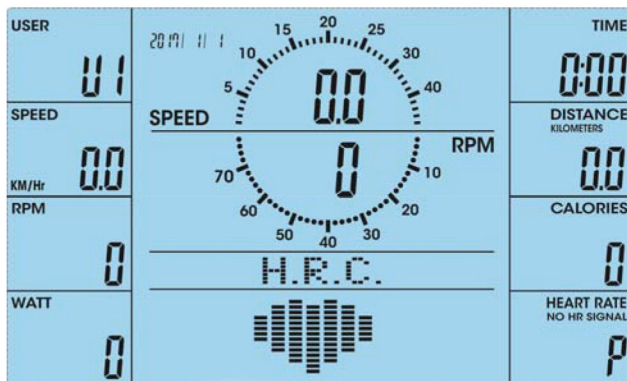 USER
U1
SPEED
KM/Hr 0.0
RPM
0
WATT
0
2017/ 1/ 1
5 10 15 20 25 30 40
SPEED 0.0
0 RPM
70 60 50 40 30 20 10
H.R.C.
TIME
0:00
DISTANCE
KILOMETERS
0.0
CALORIES
0
HEART RATE
NO HR SIGNAL
P